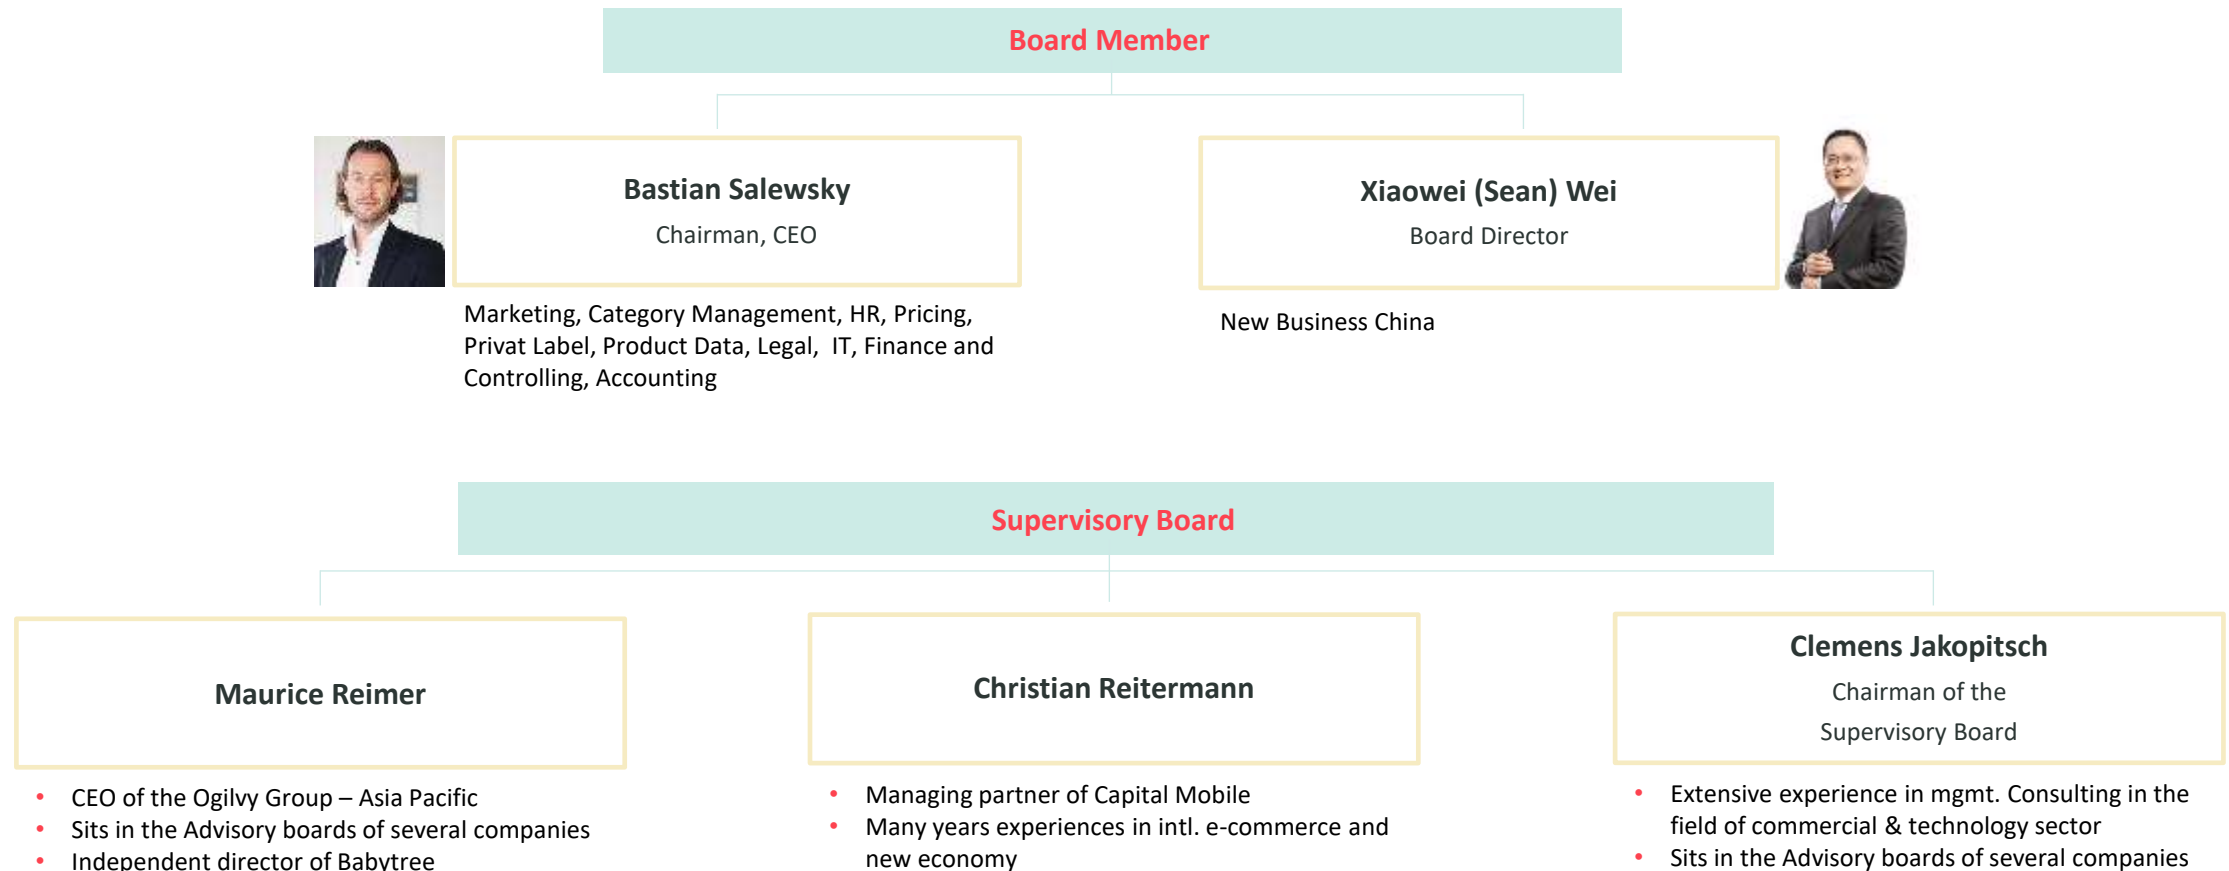 Board Member
Bastian Salewsky
Chairman, CEO
Marketing, Category Management, HR, Pricing,
Privat Label, Product Data, Legal, IT, Finance and
Controlling, Accounting
Xiaowei (Sean) Wei
Board Director
New Business China
Supervisory Board
Maurice Reimer
• CEO of the Ogilvy Group – Asia Pacific
• Sits in the Advisory boards of several companies
• Independent director of Babytree
Christian Reitermann
• Managing partner of Capital Mobile
• Many years experiences in intl. e-commerce and
new economy
Clemens Jakopitsch
Chairman of the
Supervisory Board
• Extensive experience in mgmt. Consulting in the
field of commercial & technology sector
• Sits in the Advisory boards of several companies